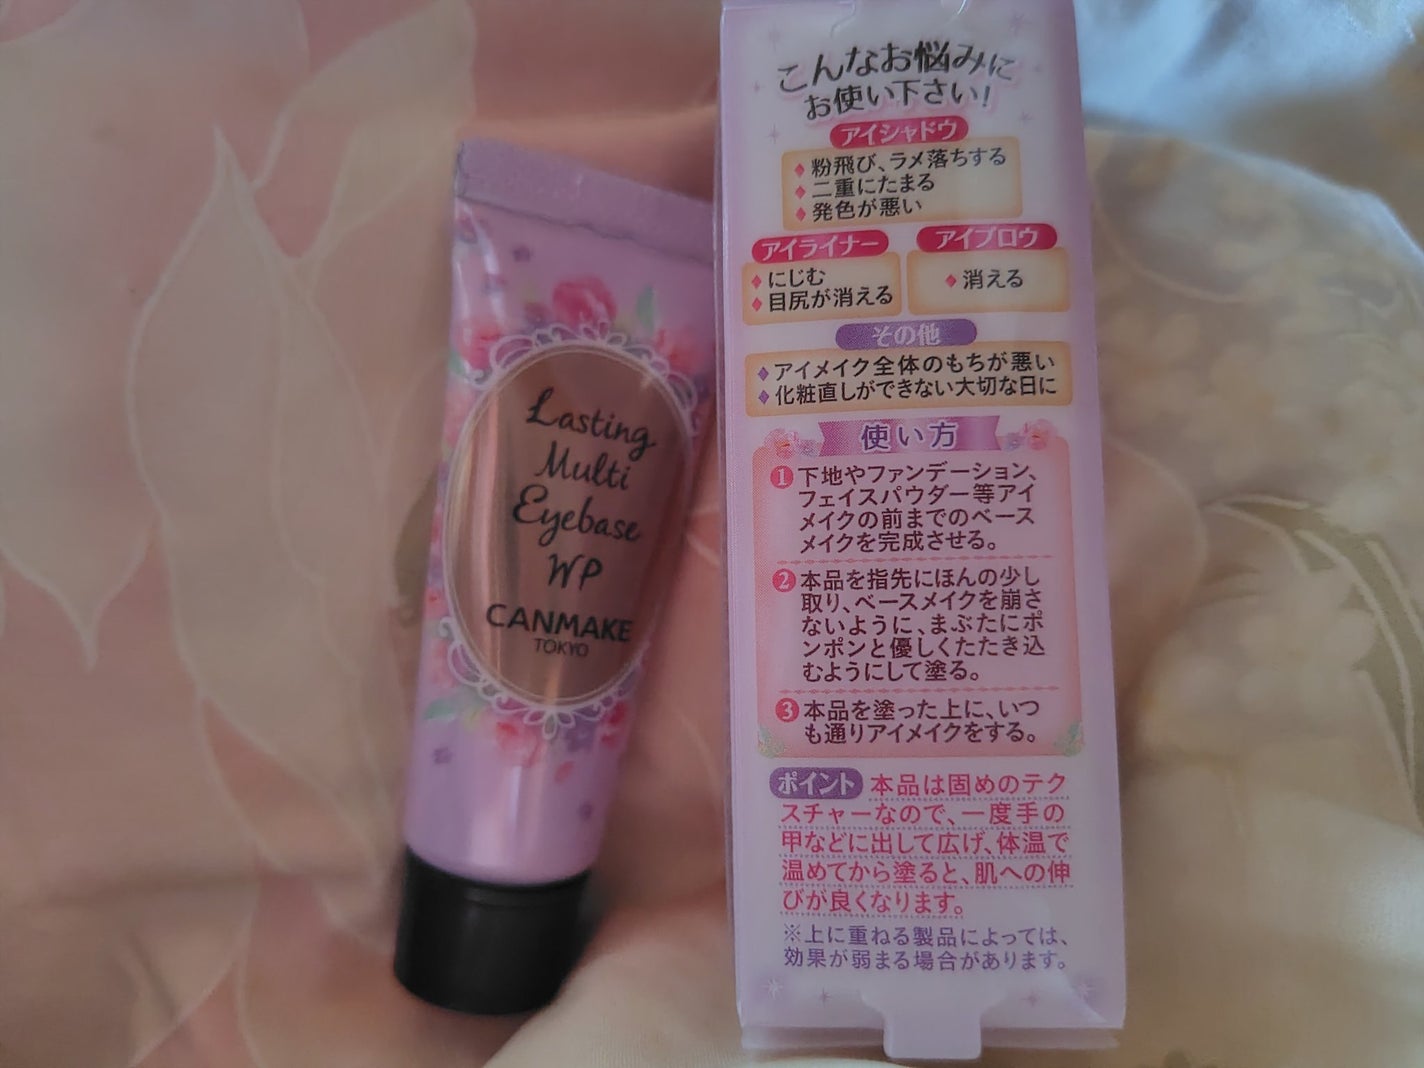 Lasting
Multi
Eyebase
WP
CANMAKE
TOKYO
こんなお悩みに
お使い下さい!
アイシャドウ
♦粉飛び、ラメ落ちする
♦二重にたまる
♦発色が悪い
アイライナー
♦にじむ
♦目尻が消える
アイブロウ
♦消える
その他
♦アイメイク全体のもちが悪い
♦化粧直しができない大切な日に
使い方
❶下地やファンデーション、
フェイスパウダー等アイ
メイクの前までのベース
メイクを完成させる。
❷本品を指先にほんの少し
取り、ベースメイクを崩さ
ないように、まぶたにポ
ンポンと優しくたたき込
むようにして塗る。
❸本品を塗った上に、いつ
も通りアイメイクをする。
ポイント 本品は固めのテク
スチャーなので、一度手の
甲などに出して広げ、体温で
温めてから塗ると、肌への伸
びが良くなります。
※上に重ねる製品によっては、
効果が弱まる場合があります。